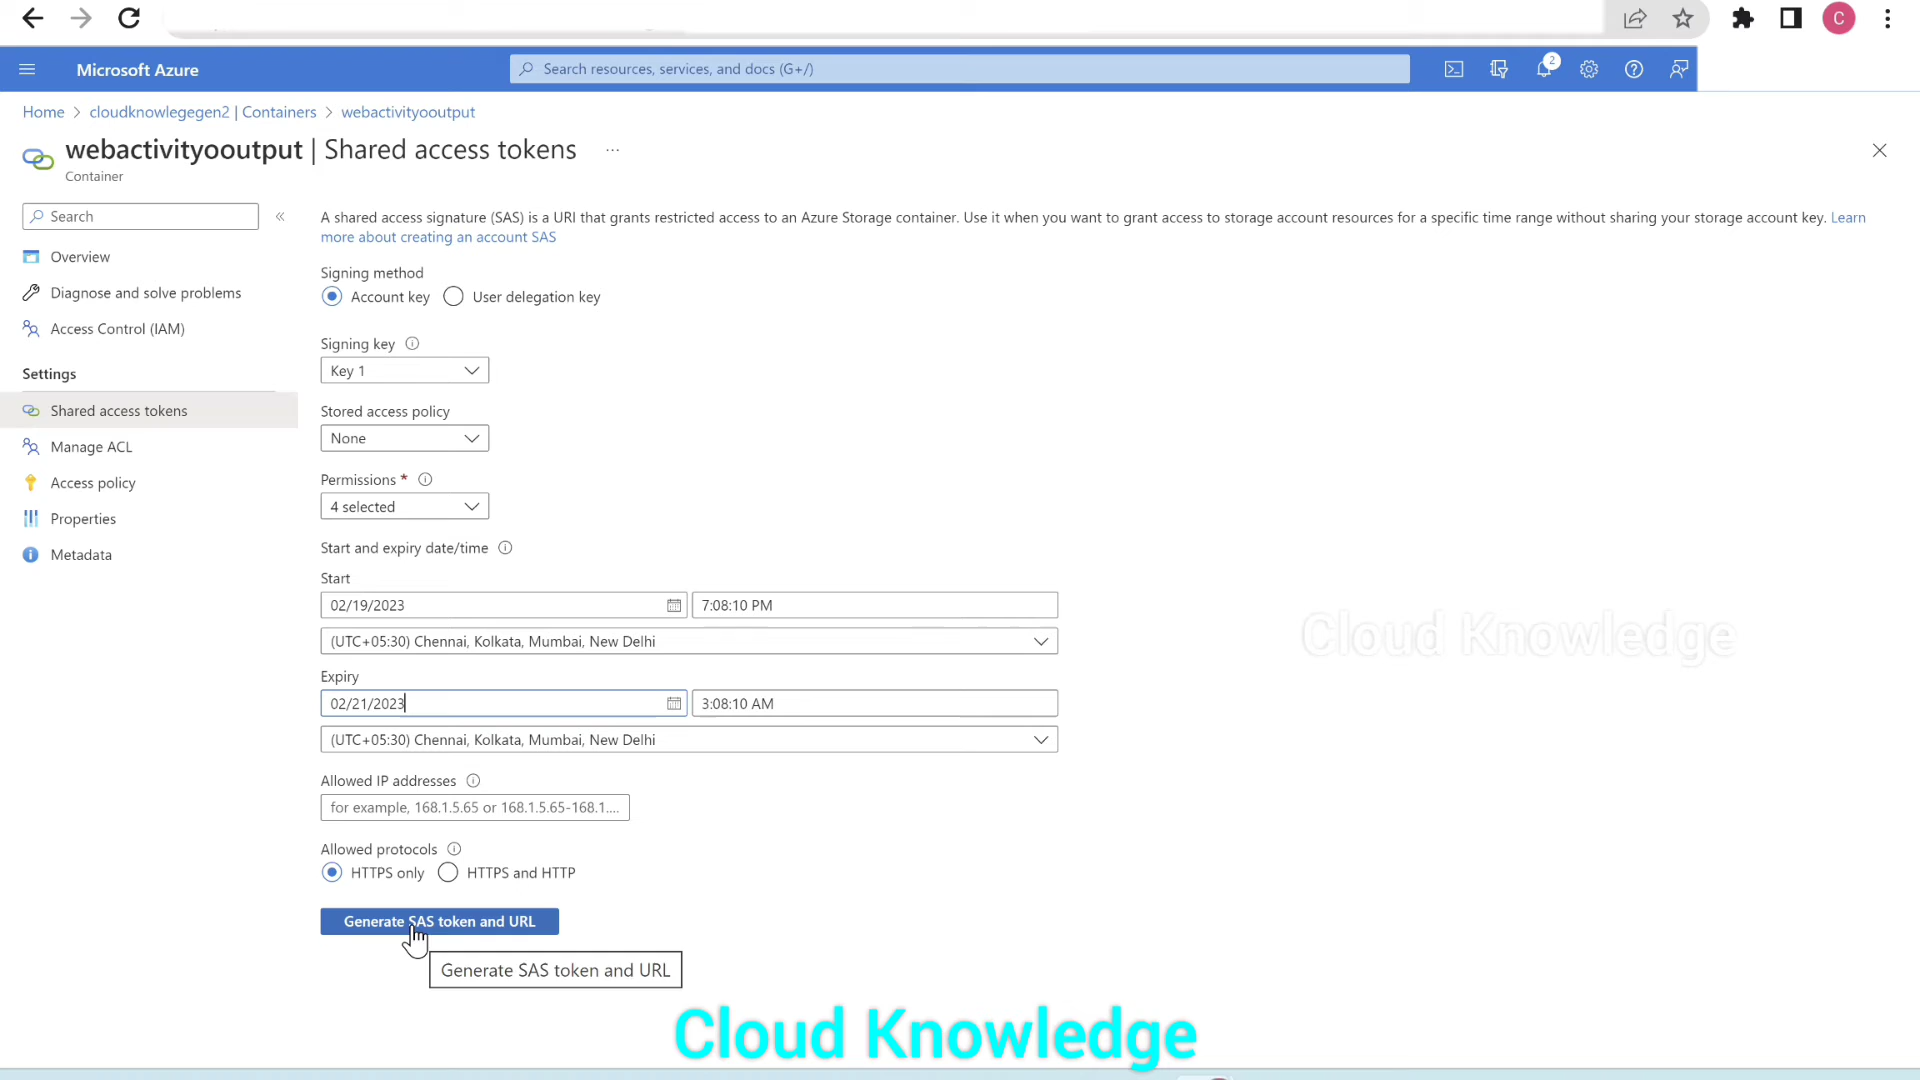 C
Microsoft Azure
Search resources, services, and docs (G+/)
2
Home > cloudknowlegegen2 | Containers > webactivityooutput
webactivityooutput | Shared access tokens ...
Container
Search
«
Overview
Diagnose and solve problems
Access Control (IAM)
Settings
Shared access tokens
Manage ACL
Access policy
Properties
Metadata
A shared access signature (SAS) is a URI that grants restricted access to an Azure Storage container. Use it when you want to grant access to storage account resources for a specific time range without sharing your storage account key. Learn
more about creating an account SAS
Signing method
Account key
User delegation key
Signing key
Key 1
Stored access policy
None
Permissions *
4 selected
Start and expiry date/time
Start
02/19/2023
7:08:10 PM
(UTC+05:30) Chennai, Kolkata, Mumbai, New Delhi
Expiry
02/21/2023
3:08:10 AM
(UTC+05:30) Chennai, Kolkata, Mumbai, New Delhi
Allowed IP addresses
for example, 168.1.5.65 or 168.1.5.65-168.1....
Allowed protocols
HTTPS only
HTTPS and HTTP
Generate SAS token and URL
Generate SAS token and URL
Cloud Knowledge
Cloud Knowledge